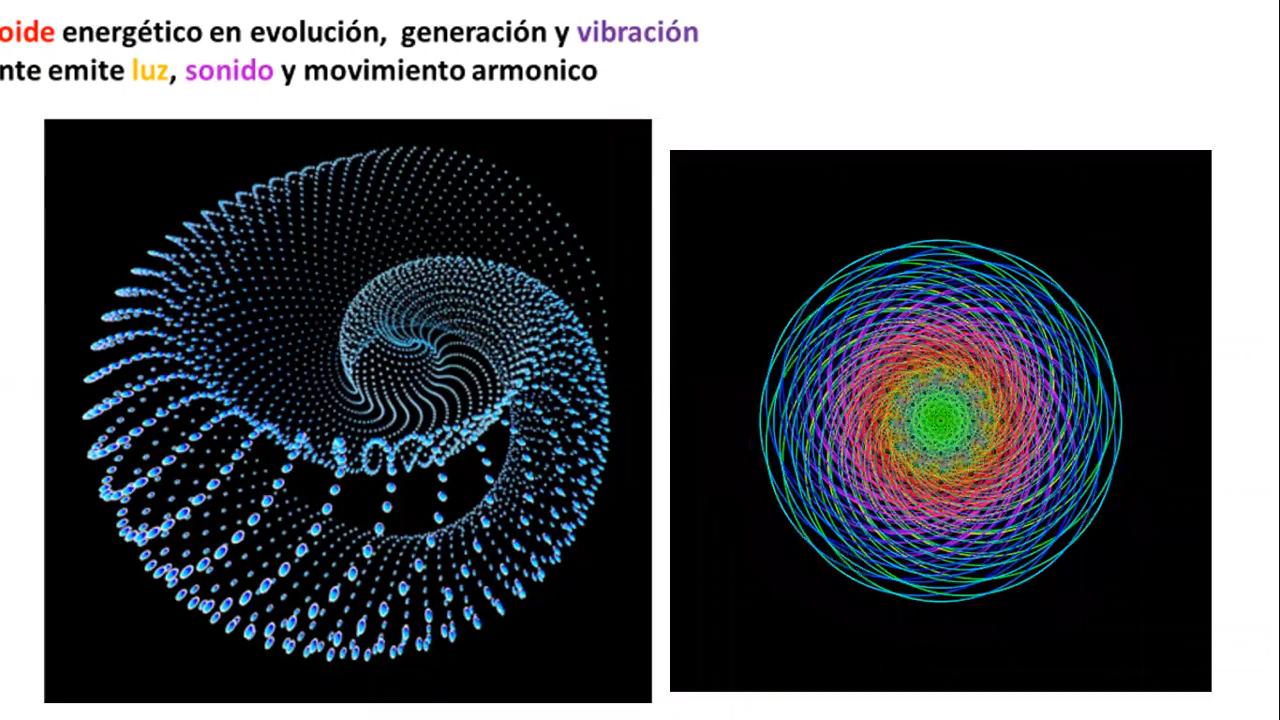 oide energético en evolución, generación y vibración
nte emite luz, sonido y movimiento armonico